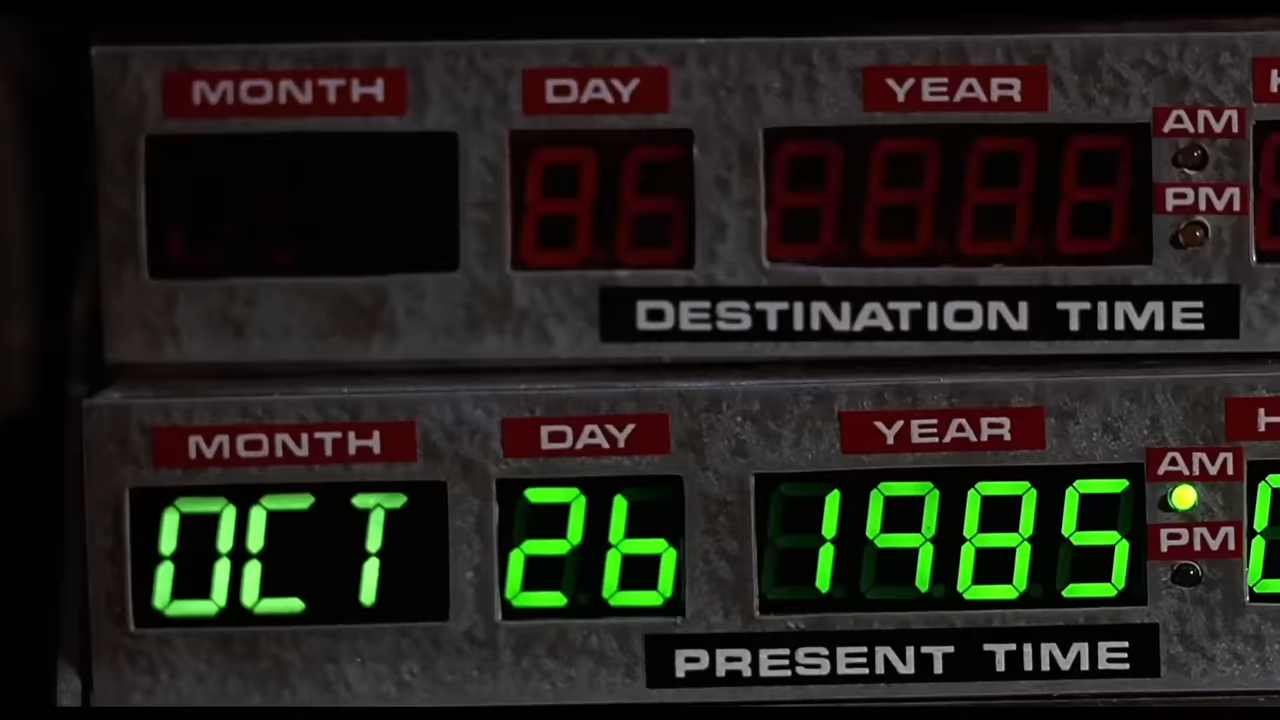 MONTH DAY YEAR
AM
PM
DESTINATION TIME
MONTH DAY YEAR
AM
OCT 26 1985
PM
PRESENT TIME